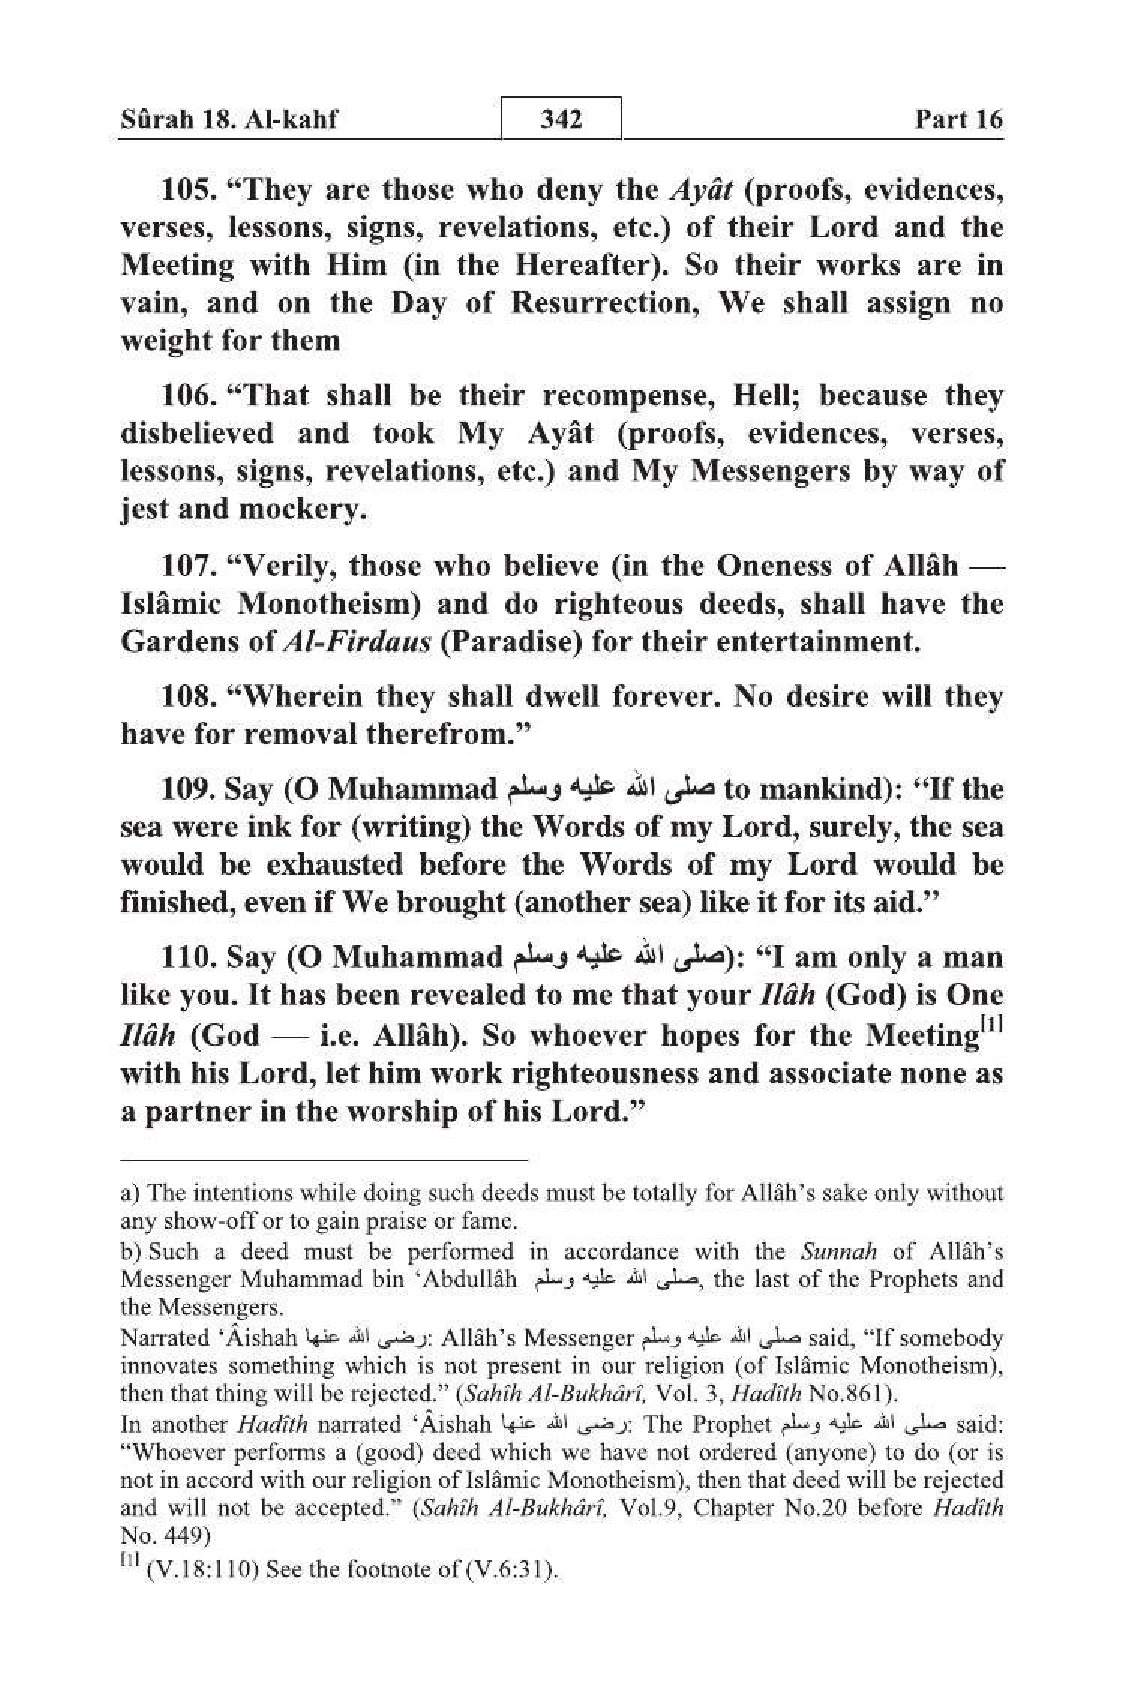 Sûrah 18. Al-kahf 342 Part 16
105. “They are those who deny the Ayât (proofs, evidences,
verses, lessons, signs, revelations, etc.) of their Lord and the
Meeting with Him (in the Hereafter). So their works are in
vain, and on the Day of Resurrection, We shall assign no
weight for them
106. “That shall be their recompense, Hell; because they
disbelieved and took My Ayât (proofs, evidences, verses,
lessons, signs, revelations, etc.) and My Messengers by way of
jest and mockery.
107. “Verily, those who believe (in the Oneness of Allâh —
Islâmic Monotheism) and do righteous deeds, shall have the
Gardens of Al-Firdaus (Paradise) for their entertainment.
108. “Wherein they shall dwell forever. No desire will they
have for removal therefrom.”
109. Say (O Muhammad صلى الله عليه وسلم to mankind): “If the
sea were ink for (writing) the Words of my Lord, surely, the sea
would be exhausted before the Words of my Lord would be
finished, even if We brought (another sea) like it for its aid.”
110. Say (O Muhammad صلى الله عليه وسلم): “I am only a man
like you. It has been revealed to me that your Ilâh (God) is One
Ilâh (God — i.e. Allâh). So whoever hopes for the Meeting[1]
with his Lord, let him work righteousness and associate none as
a partner in the worship of his Lord.”
a) The intentions while doing such deeds must be totally for Allâh’s sake only without
any show-off or to gain praise or fame.
b) Such a deed must be performed in accordance with the Sunnah of Allâh’s
Messenger Muhammad bin ‘Abdullâh صلى الله عليه وسلم, the last of the Prophets and
the Messengers.
Narrated ‘Âishah رضى الله عنها: Allâh’s Messenger صلى الله عليه وسلم said, “If somebody
innovates something which is not present in our religion (of Islâmic Monotheism),
then that thing will be rejected.” (Sahîh Al-Bukhârî, Vol. 3, Hadîth No.861).
In another Hadîth narrated ‘Âishah رضى الله عنها: The Prophet صلى الله عليه وسلم said:
“Whoever performs a (good) deed which we have not ordered (anyone) to do (or is
not in accord with our religion of Islâmic Monotheism), then that deed will be rejected
and will not be accepted.” (Sahîh Al-Bukhârî, Vol.9, Chapter No.20 before Hadîth
No. 449)
[1] (V.18:110) See the footnote of (V.6:31).